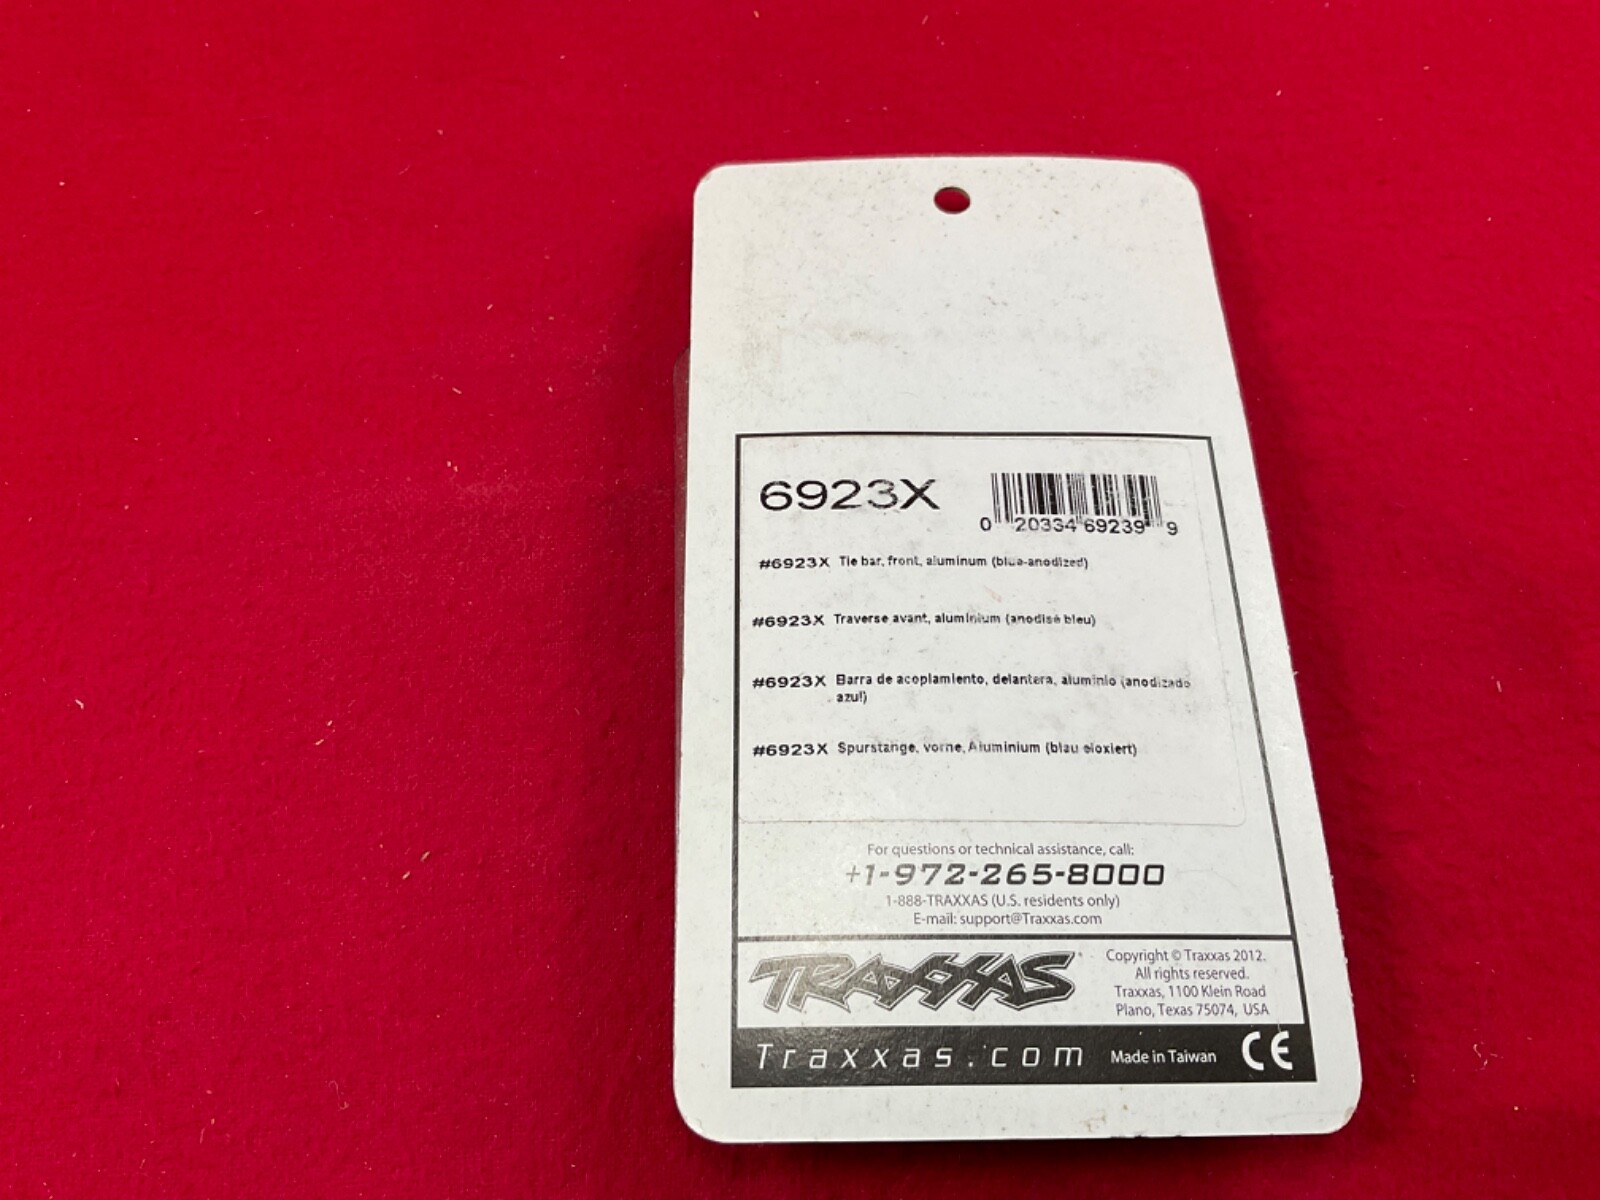 6923X
0 20334 69239 9
#6923X Tie bar, front, aluminum (blue-anodized)
#6923X Traverse avant, aluminium (anodisé bleu)
#6923X Barra de acoplamiento, delantera, aluminio (anodizado
azul)
#6923X Spurstange, vorne, Aluminium (blau eloxiert)
For questions or technical assistance, call:
+1-972-265-8000
1-888-TRAXXAS (U.S. residents only)
E-mail: support@Traxxas.com
TRAXXAS
Copyright © Traxxas 2012.
All rights reserved.
Traxxas, 1100 Klein Road
Plano, Texas 75074, USA
Traxxas.com Made in Taiwan CE